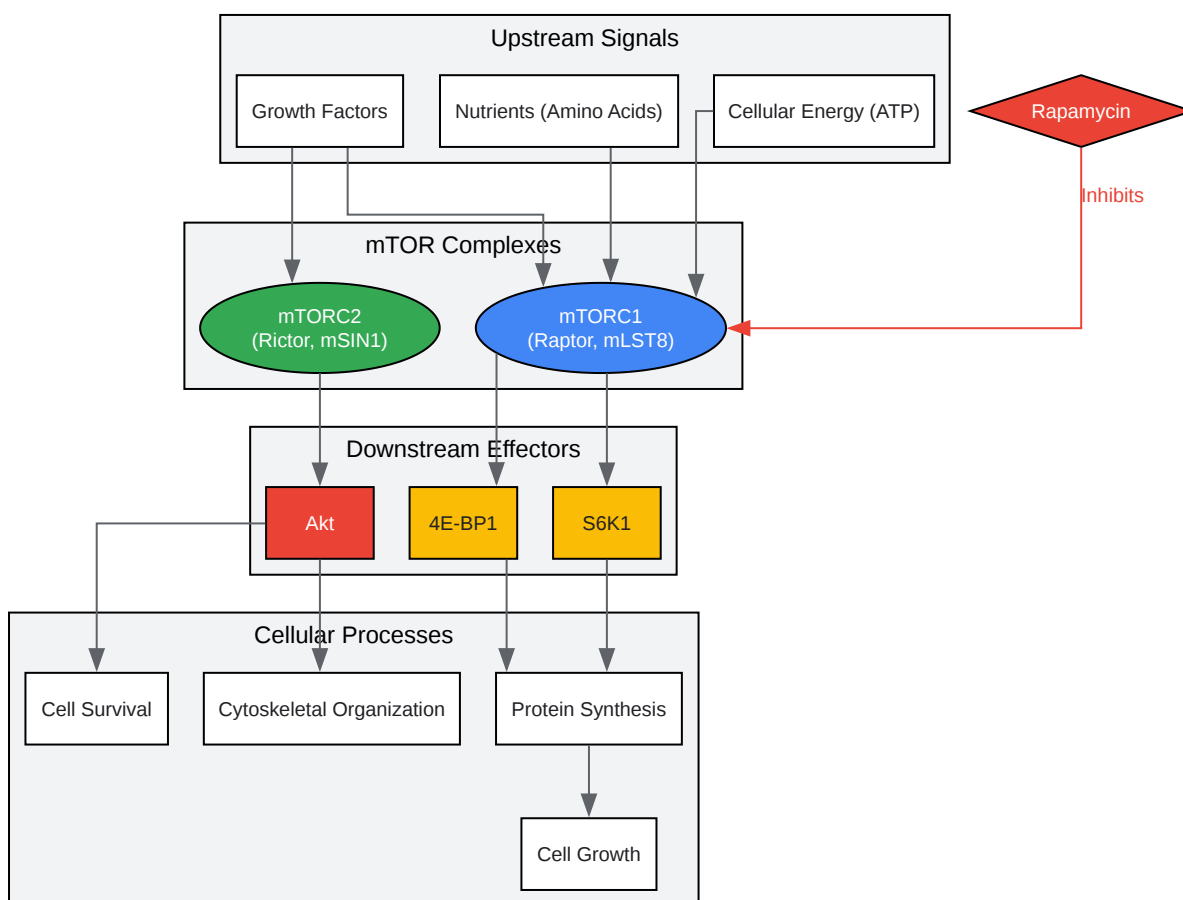 Upstream Signals
Growth Factors
Nutrients (Amino Acids)
Cellular Energy (ATP)
Rapamycin
Inhibits
mTOR Complexes
mTORC2
(Rictor, mSIN1)
mTORC1
(Raptor, mLST8)
Downstream Effectors
Akt
4E-BP1
S6K1
Cellular Processes
Cell Survival
Cytoskeletal Organization
Protein Synthesis
Cell Growth